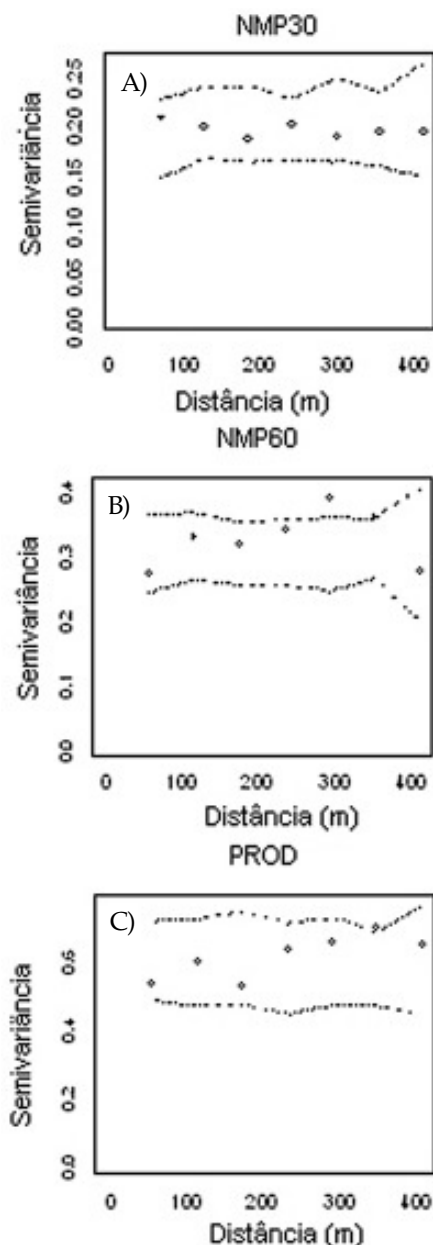 NMP30
A)
Semivariância
0.00 0.05 0.10 0.15 0.20 0.25
0 100 200 300 400
Distância (m)
NMP60
B)
Semivariância
0.0 0.1 0.2 0.3 0.4
0 100 200 300 400
Distância (m)
PROD
C)
Semivariância
0.0 0.2 0.4 0.6
0 100 200 300 400
Distância (m)